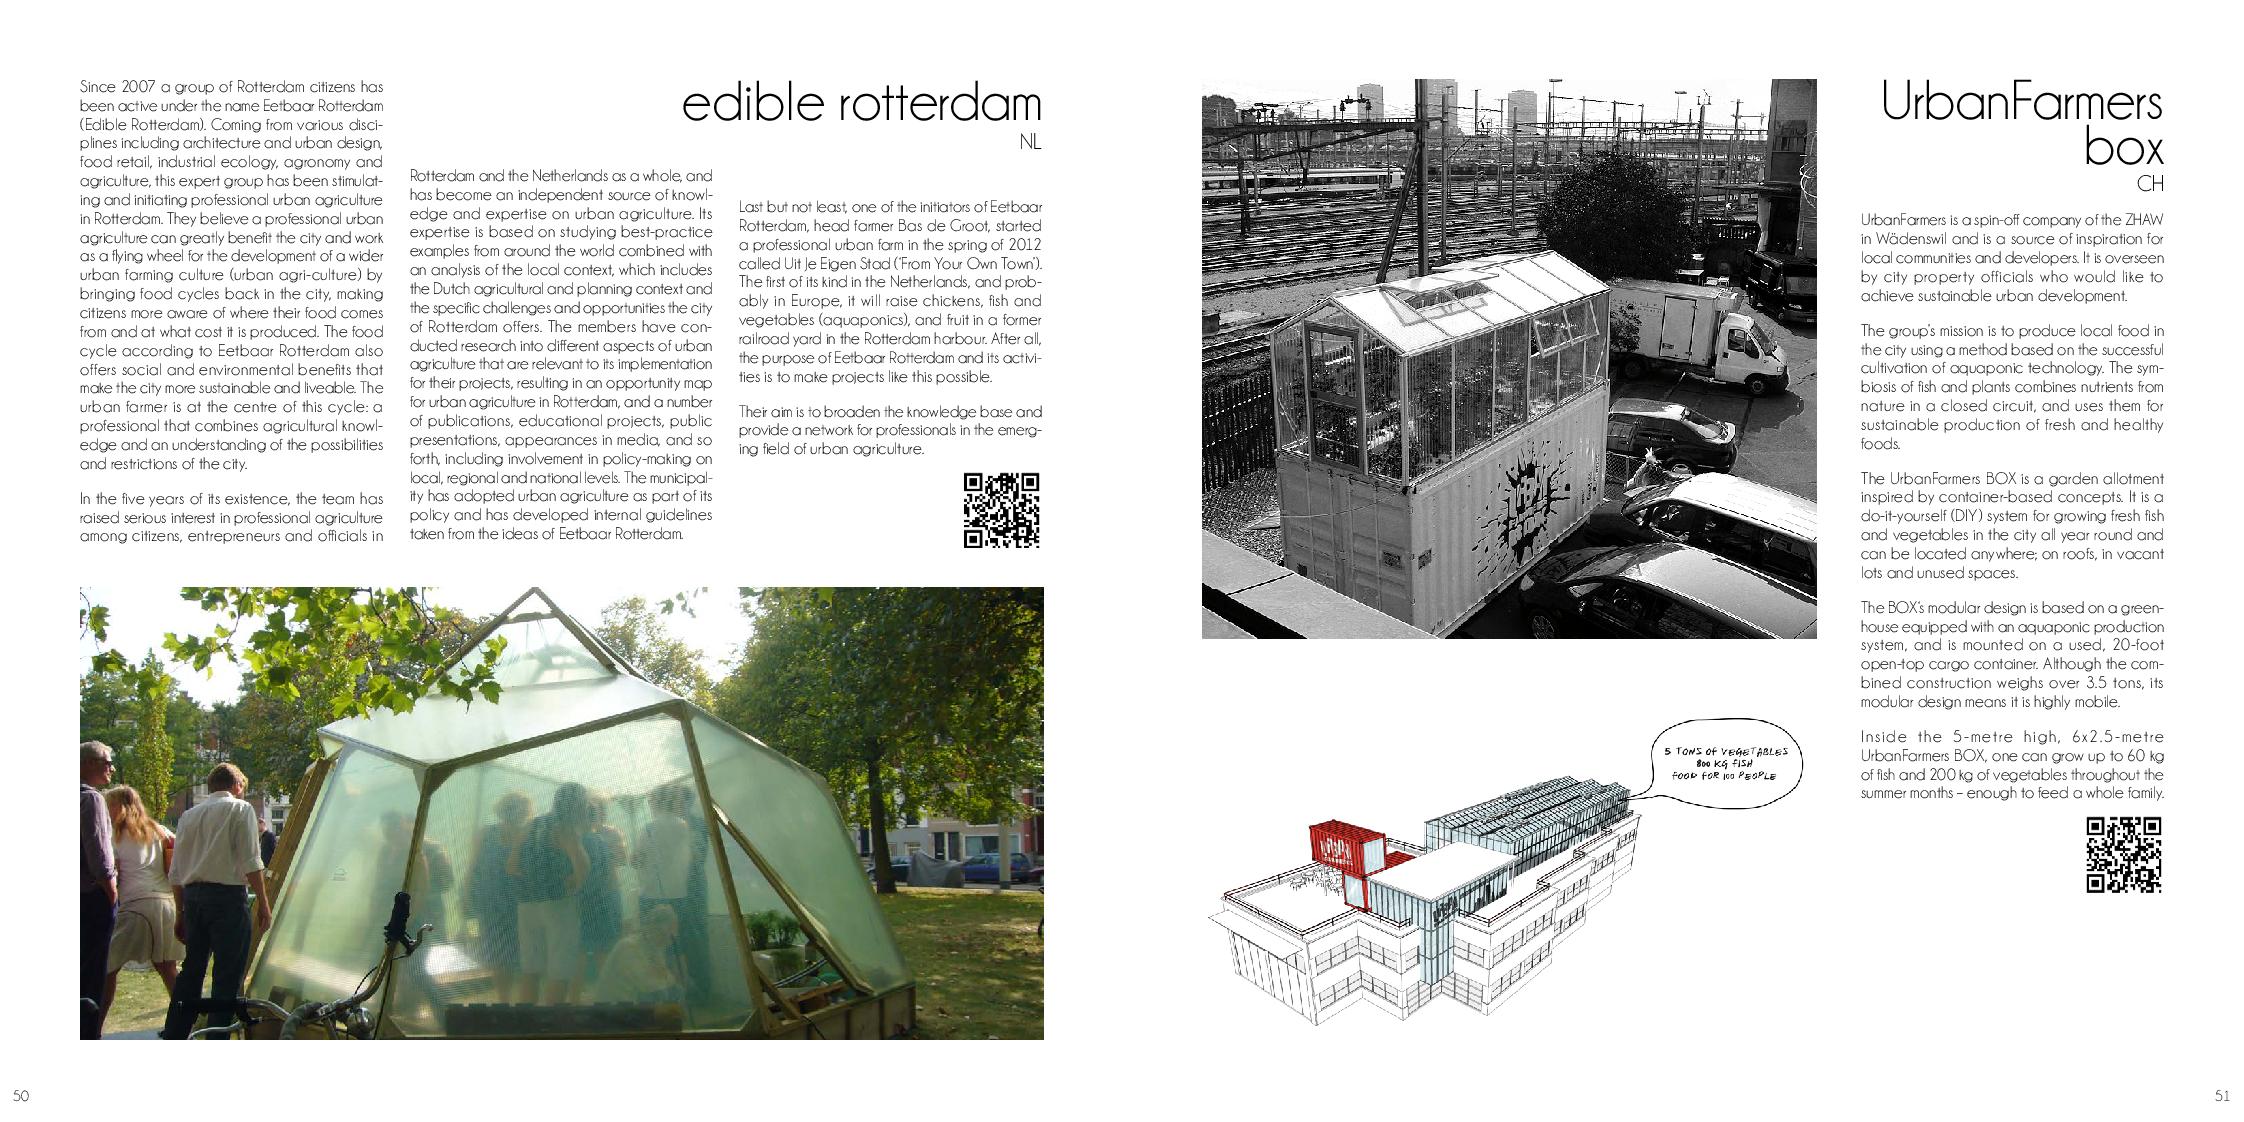 Since 2007 a group of Rotterdam citizens has
been active under the name Eetbaar Rotterdam
(Edible Rotterdam). Coming from various disci-
plines including architecture and urban design,
food retail, industrial ecology, agronomy and
agriculture, this expert group has been stimulat-
ing and initiating professional urban agriculture
in Rotterdam. They believe a professional urban
agriculture can greatly benefit the city and work
as a flying wheel for the development of a wider
urban farming culture (urban agri-culture) by
bringing food cycles back in the city, making
citizens more aware of where their food comes
from and at what cost it is produced. The food
cycle according to Eetbaar Rotterdam also
offers social and environmental benefits that
make the city more sustainable and liveable. The
urban farmer is at the centre of this cycle: a
professional that combines agricultural knowl-
edge and an understanding of the possibilities
and restrictions of the city.
In the five years of its existence, the team has
raised serious interest in professional agriculture
among citizens, entrepreneurs and officials in
edible rotterdam
NL
Rotterdam and the Netherlands as a whole, and
has become an independent source of knowl-
edge and expertise on urban agriculture. Its
expertise is based on studying best-practice
examples from around the world combined with
an analysis of the local context, which includes
the Dutch agricultural and planning context and
the specific challenges and opportunities the city
of Rotterdam offers. The members have con-
ducted research into different aspects of urban
agriculture that are relevant to its implementation
for their projects, resulting in an opportunity map
for urban agriculture in Rotterdam, and a number
of publications, educational projects, public
presentations, appearances in media, and so
forth, including involvement in policy-making on
local, regional and national levels. The municipal-
ity has adopted urban agriculture as part of its
policy and has developed internal guidelines
taken from the ideas of Eetbaar Rotterdam.
Last but not least, one of the initiators of Eetbaar
Rotterdam, head farmer Bas de Groot, started
a professional urban farm in the spring of 2012
called Uit Je Eigen Stad ('From Your Own Town').
The first of its kind in the Netherlands, and prob-
ably in Europe, it will raise chickens, fish and
vegetables (aquaponics), and fruit in a former
railroad yard in the Rotterdam harbour. After all,
the purpose of Eetbaar Rotterdam and its activi-
ties is to make projects like this possible.
Their aim is to broaden the knowledge base and
provide a network for professionals in the emerg-
ing field of urban agriculture.
50
UrbanFarmers
box
CH
UrbanFarmers is a spin-off company of the ZHAW
in Wädenswil and is a source of inspiration for
local communities and developers. It is overseen
by city property officials who would like to
achieve sustainable urban development.
The group's mission is to produce local food in
the city using a method based on the successful
cultivation of aquaponic technology. The sym-
biosis of fish and plants combines nutrients from
nature in a closed circuit, and uses them for
sustainable production of fresh and healthy
foods.
The UrbanFarmers BOX is a garden allotment
inspired by container-based concepts. It is a
do-it-yourself (DIY) system for growing fresh fish
and vegetables in the city all year round and
can be located anywhere; on roofs, in vacant
lots and unused spaces.
The BOX's modular design is based on a green-
house equipped with an aquaponic production
system, and is mounted on a used, 20-foot
open-top cargo container. Although the com-
bined construction weighs over 3.5 tons, its
modular design means it is highly mobile.
Inside the 5-metre high, 6x2.5-metre
UrbanFarmers BOX, one can grow up to 60 kg
of fish and 200 kg of vegetables throughout the
summer months – enough to feed a whole family.
5 TONS OF VEGETABLES
800 KG FISH
FOOD FOR 100 PEOPLE
51